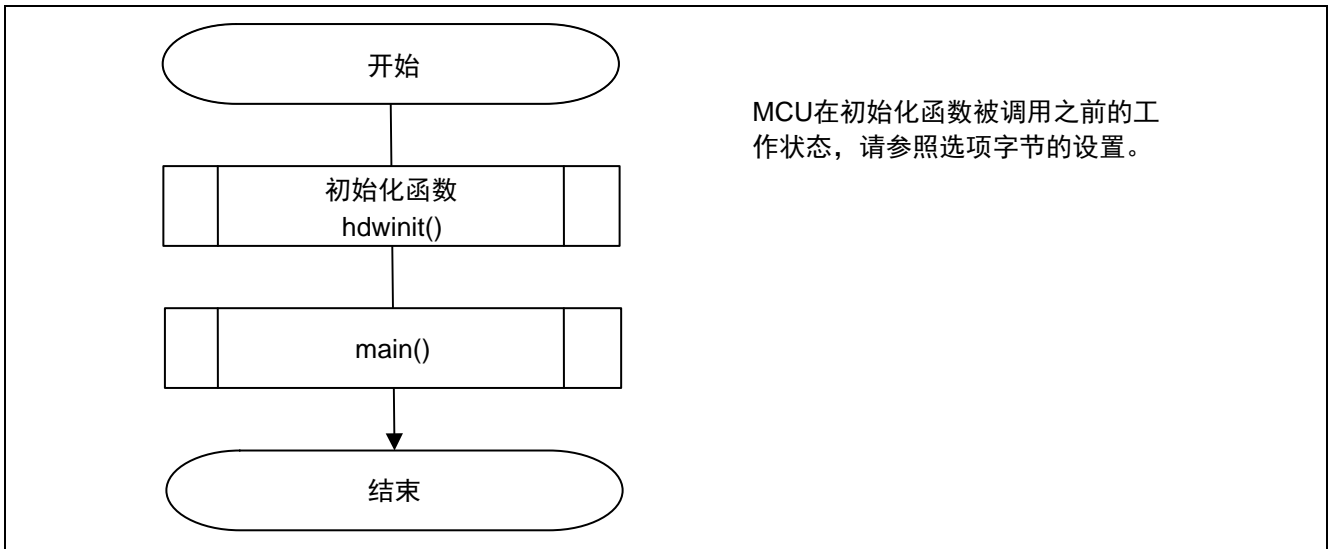 开始
MCU在初始化函数被调用之前的工
作状态，请参照选项字节的设置。
初始化函数
hdwinit()
main()
结束